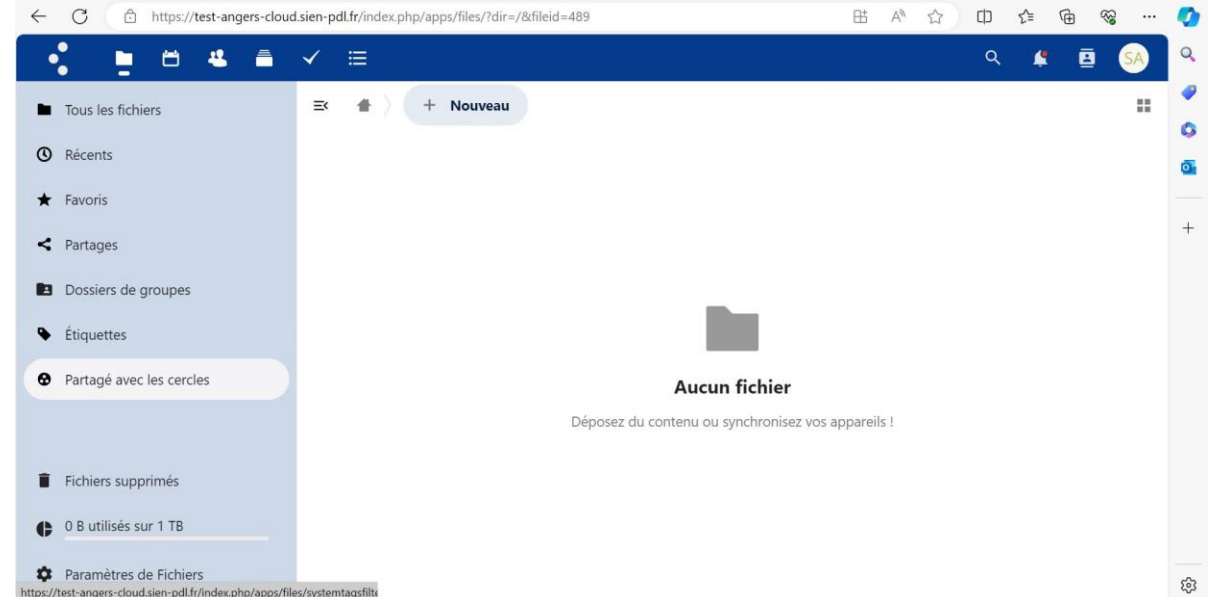 https://test-angers-cloud.sien-pdl.fr/index.php/apps/files/?dir=/&fileid=489
SA
Tous les fichiers
+ Nouveau
Récents
Favoris
Partages
Dossiers de groupes
Étiquettes
Partagé avec les cercles
Aucun fichier
Déposez du contenu ou synchronisez vos appareils !
Fichiers supprimés
0 B utilisés sur 1 TB
Paramètres de Fichiers
https://test-angers-cloud.sien-pdl.fr/index.php/apps/files/systemtagsfilte